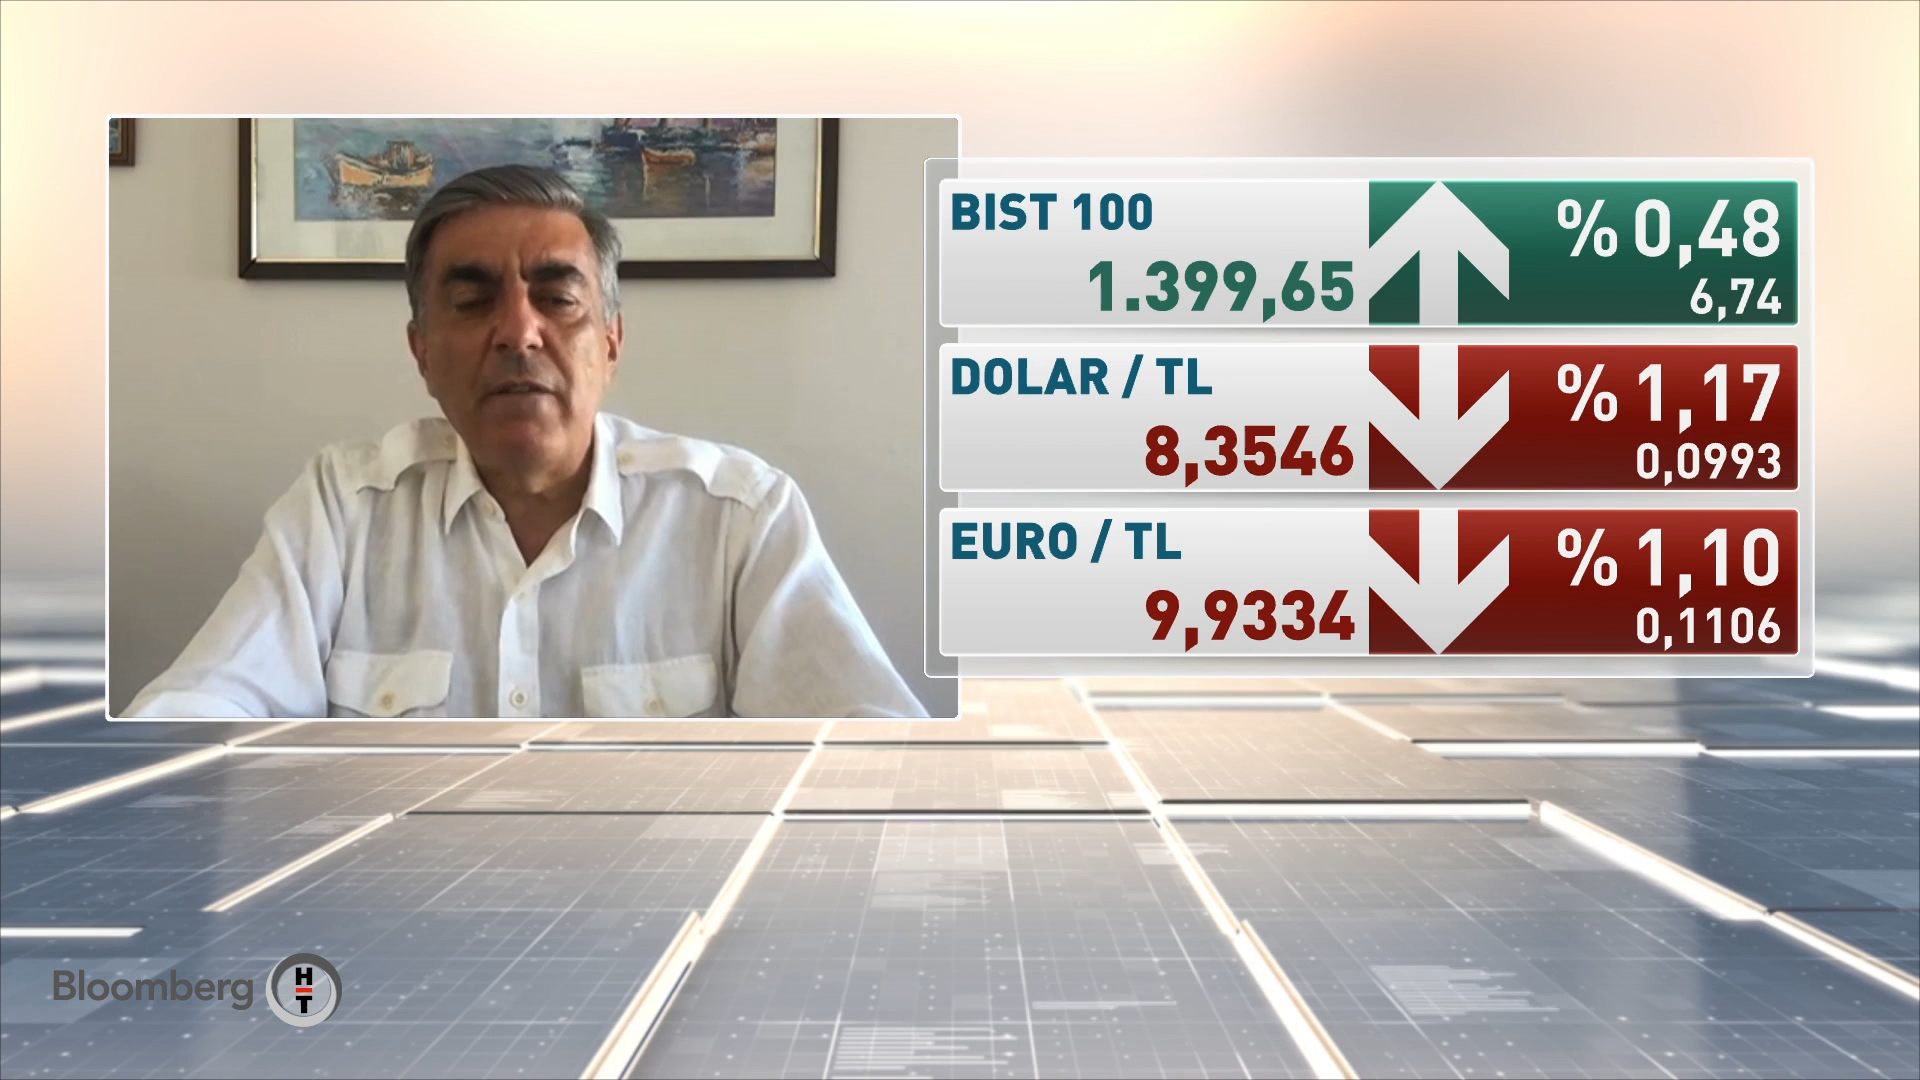 BIST 100
1.399,65
% 0,48
6,74
DOLAR / TL
8,3546
% 1,17
0,0993
EURO / TL
9,9334
% 1,10
0,1106
Bloomberg HT